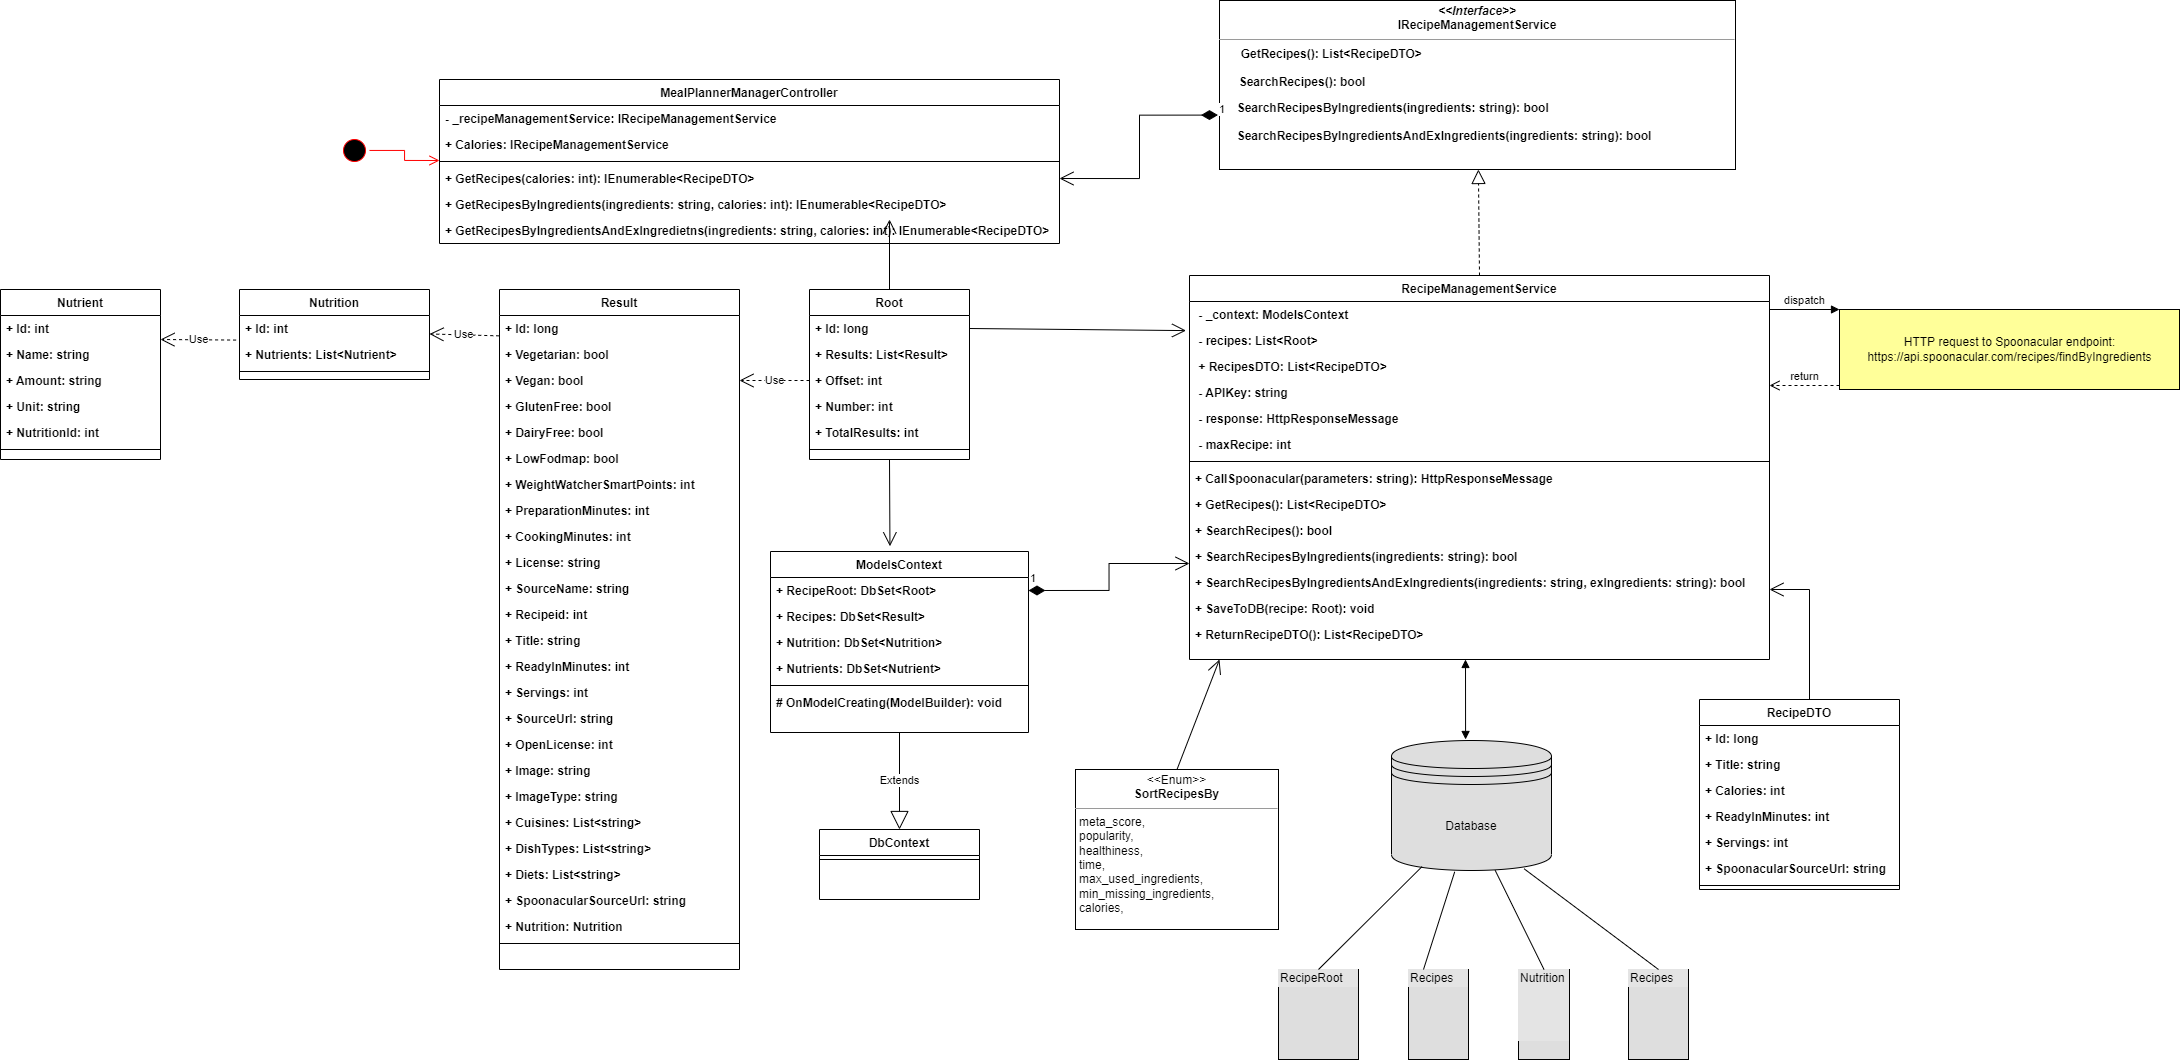 <<Interface>>
IRecipeManagementService
GetRecipes(): List<RecipeDTO>
SearchRecipes(): bool
SearchRecipesByIngredients(ingredients: string): bool
SearchRecipesByIngredientsAndExIngredients(ingredients: string): bool
1
MealPlannerManagerController
- _recipeManagementService: IRecipeManagementService
+ Calories: IRecipeManagementService
+ GetRecipes(calories: int): IEnumerable<RecipeDTO>
+ GetRecipesByIngredients(ingredients: string, calories: int): IEnumerable<RecipeDTO>
+ GetRecipesByIngredientsAndExIngredietns(ingredients: string, calories: int): IEnumerable<RecipeDTO>
Nutrient
+ Id: int
+ Name: string
+ Amount: string
+ Unit: string
+ NutritionId: int
Use
Nutrition
+ Id: int
+ Nutrients: List<Nutrient>
Use
Result
+ Id: long
+ Vegetarian: bool
+ Vegan: bool
+ GlutenFree: bool
+ DairyFree: bool
+ LowFodmap: bool
+ WeightWatcherSmartPoints: int
+ PreparationMinutes: int
+ CookingMinutes: int
+ License: string
+ SourceName: string
+ Recipeid: int
+ Title: string
+ ReadyInMinutes: int
+ Servings: int
+ SourceUrl: string
+ OpenLicense: int
+ Image: string
+ ImageType: string
+ Cuisines: List<string>
+ DishTypes: List<string>
+ Diets: List<string>
+ SpoonacularSourceUrl: string
+ Nutrition: Nutrition
Use
Root
+ Id: long
+ Results: List<Result>
+ Offset: int
+ Number: int
+ TotalResults: int
ModelsContext
+ RecipeRoot: DbSet<Root>
+ Recipes: DbSet<Result>
+ Nutrition: DbSet<Nutrition>
+ Nutrients: DbSet<Nutrient>
# OnModelCreating(ModelBuilder): void
1
Extends
DbContext
RecipeManagementService
- _context: ModelsContext
- recipes: List<Root>
+ RecipesDTO: List<RecipeDTO>
- APIKey: string
- response: HttpResponseMessage
- maxRecipe: int
+ CallSpoonacular(parameters: string): HttpResponseMessage
+ GetRecipes(): List<RecipeDTO>
+ SearchRecipes(): bool
+ SearchRecipesByIngredients(ingredients: string): bool
+ SearchRecipesByIngredientsAndExIngredients(ingredients: string, exIngredients: string): bool
+ SaveToDB(recipe: Root): void
+ ReturnRecipeDTO(): List<RecipeDTO>
dispatch
HTTP request to Spoonacular endpoint:
https://api.spoonacular.com/recipes/findByIngredients
return
<<Enum>>
SortRecipesBy
meta_score,
popularity,
healthiness,
time,
max_used_ingredients,
min_missing_ingredients,
calories,
Database
RecipeDTO
+ Id: long
+ Title: string
+ Calories: int
+ ReadyInMinutes: int
+ Servings: int
+ SpoonacularSourceUrl: string
RecipeRoot
Recipes
Nutrition
Recipes